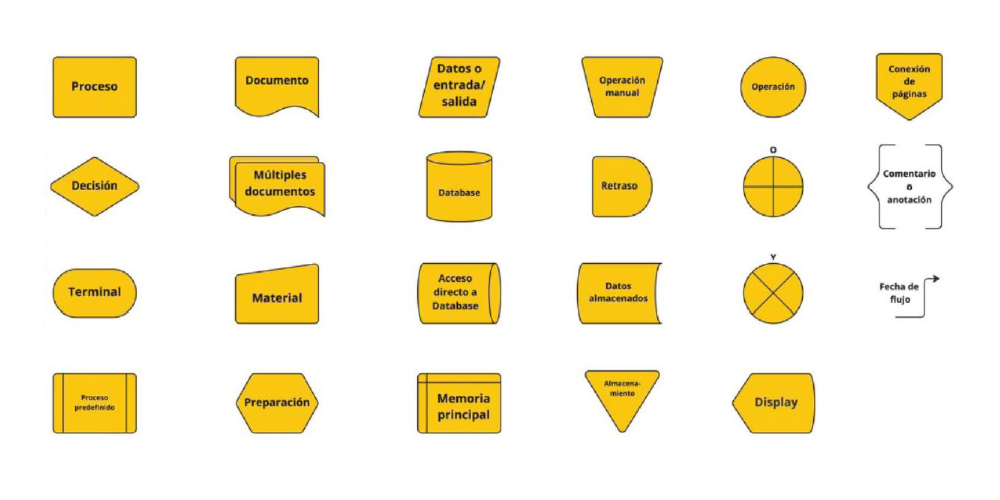 Proceso
Documento
Datos o
entrada/
salida
Operación
manual
Operación
Conexión
de
páginas
Decisión
Múltiples
documentos
Database
Retraso
O
Comentario
o
anotación
Terminal
Material
Acceso
directo a
Database
Datos
almacenados
Y
Fecha de
flujo
Proceso
predefinido
Preparación
Memoria
principal
Almacena-
miento
Display